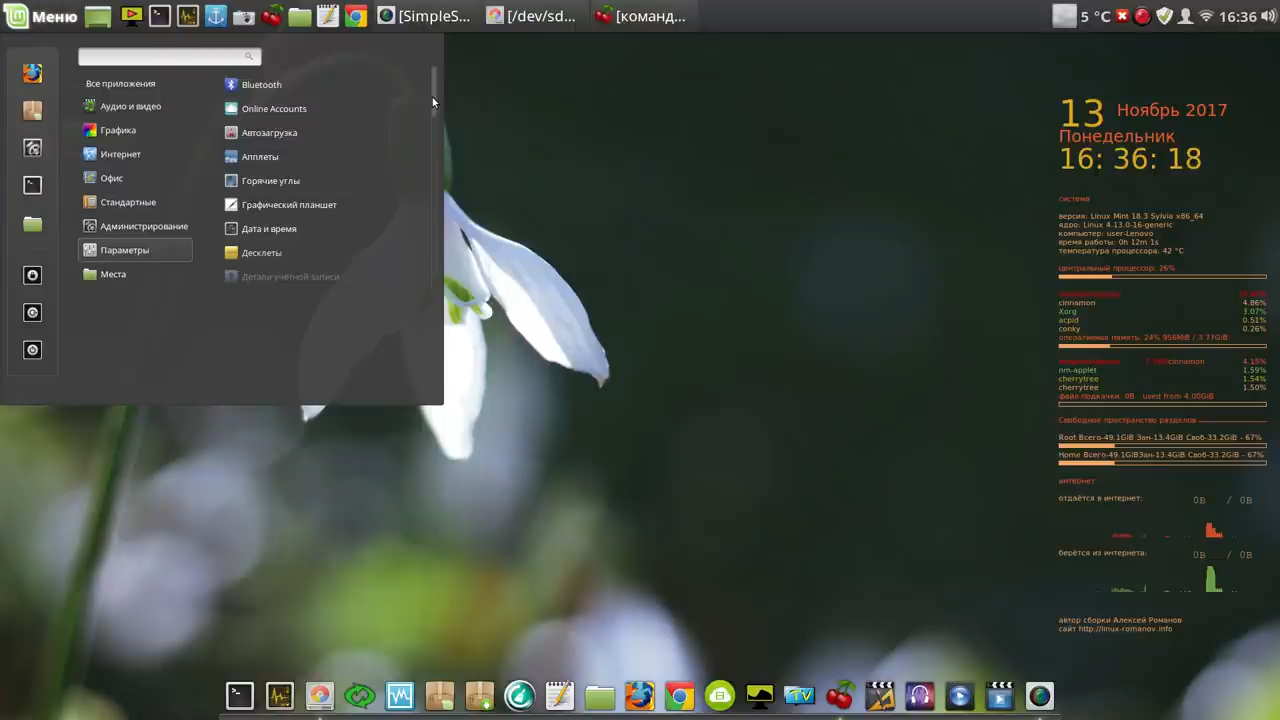 Меню
[SimpleS...
[/dev/sd...
[команд...
5 °C
16:36
Все приложения
Аудио и видео
Графика
Интернет
Офис
Стандартные
Администрирование
Параметры
Места
Bluetooth
Online Accounts
Автозагрузка
Апплеты
Горячие углы
Графический планшет
Дата и время
Десклеты
Детали учётной записи
13 Ноябрь 2017
Понедельник
16: 36: 18
система
версия: Linux Mint 18.3 Sylvia x86_64
ядро: Linux 4.13.0-16-generic
компьютер: user-Lenovo
время работы: 0h 12m 1s
температура процессора: 42 °C
центральный процессор: 26%
cinnamon 4.86%
Xorg 3.07%
acpid 0.51%
conky 0.26%
оперативная память: 24% 956MiB / 3.77GiB
cinnamon 4.15%
nm-applet 1.59%
cherrytree 1.54%
cherrytree 1.50%
файл подкачки: 0B used from 4.00GiB
Свободное пространство разделов
Root Всего-49.1GiB Зан-13.4GiB Своб-33.2GiB - 67%
Home Всего-49.1GiBЗан-13.4GiB Своб-33.2GiB - 67%
интернет
отдаётся в интернет: 0B / 0B
берётся из интернета: 0B / 0B
автор сборки Алексей Романов
сайт http://linux-romanov.info
TV